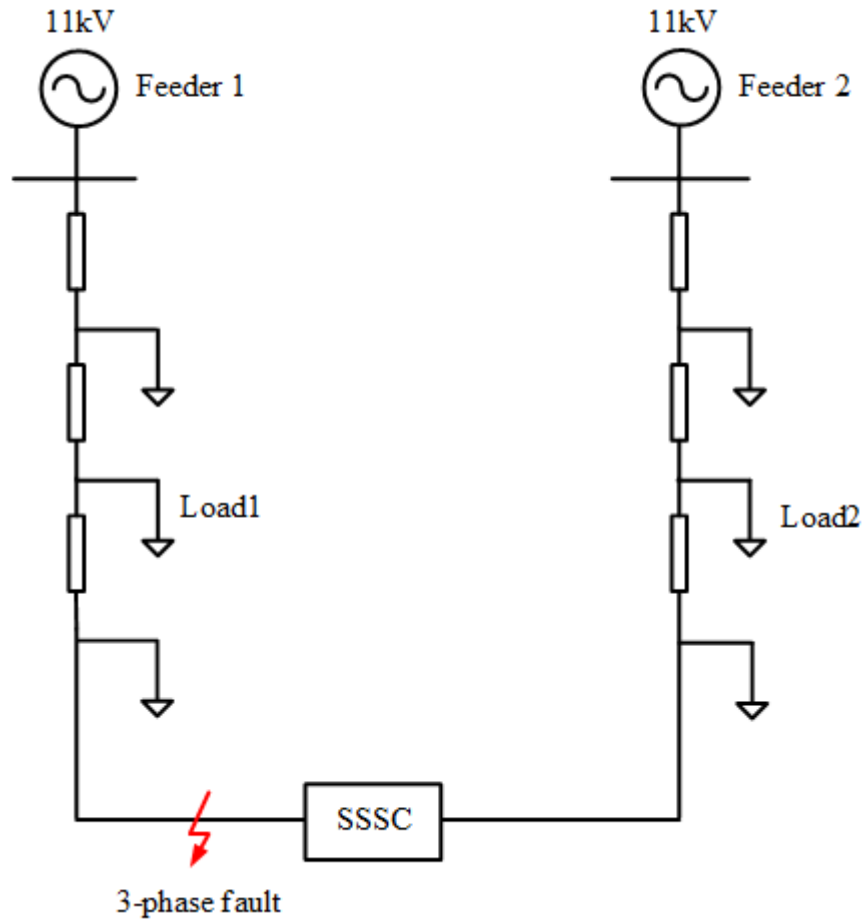 11kV
Feeder 1
11kV
Feeder 2
Load1
Load2
SSSC
3-phase fault